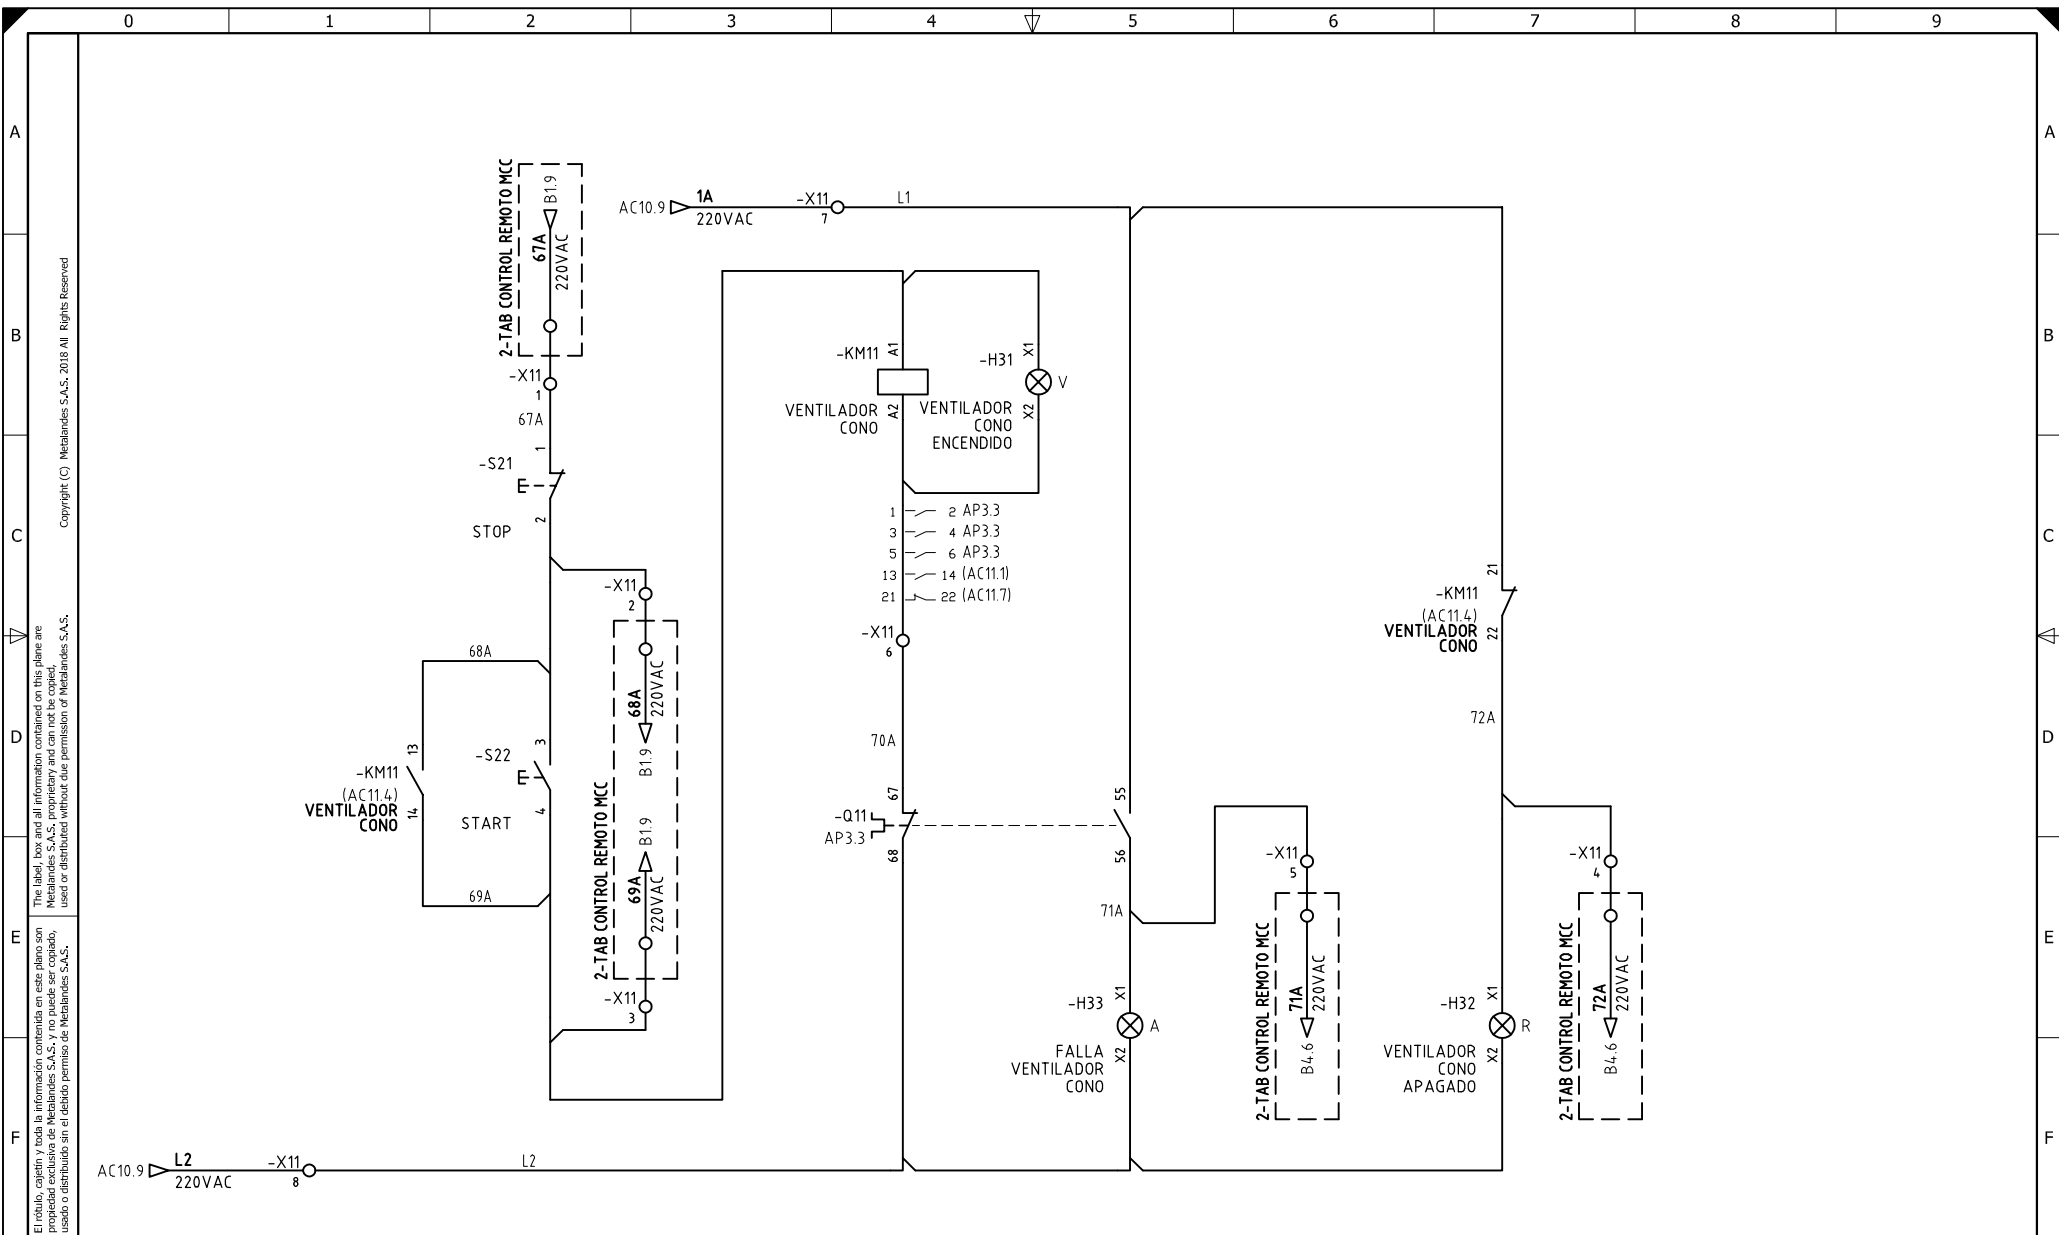 0 1 2 3 4 5 6 7 8 9
A A
B B
C C
D D
E E
F F
Copyright (C) Metalandes S.A.S. 2018 All Rights Reserved
The label, box and all information contained on this plane are
Metalandes S.A.S. proprietary and can not be copied,
used or distributed without due permission of Metalandes S.A.S.
El rótulo, cajetín y toda la información contenida en este plano son
propiedad exclusiva de Metalandes S.A.S. y no puede ser copiado,
usado o distribuido sin el debido permiso de Metalandes S.A.S.
2-TAB CONTROL REMOTO MCC
B1.9
67A
220VAC
-X11
1
67A
1
-S21
2
STOP
-X11
2
68A
220VAC
B1.9
2-TAB CONTROL REMOTO MCC
B1.9
69A
220VAC
-X11
3
68A
13
-KM11
(AC11.4)
VENTILADOR
CONO
14
3
-S22
4
START
69A
AC10.9
L2
220VAC
-X11
8
L2
AC10.9
1A
220VAC
-X11
7
L1
-KM11
A1
A2
VENTILADOR
CONO
-H31
X1
V
X2
VENTILADOR
CONO
ENCENDIDO
1 2 AP3.3
3 4 AP3.3
5 6 AP3.3
13 14 (AC11.1)
21 22 (AC11.7)
-X11
6
70A
67
-Q11
AP3.3
68
55
56
71A
-H33
X1
A
X2
FALLA
VENTILADOR
CONO
-X11
5
2-TAB CONTROL REMOTO MCC
71A
220VAC
B4.6
21
-KM11
(AC11.4)
VENTILADOR
CONO
22
72A
-H32
X1
R
X2
VENTILADOR
CONO
APAGADO
-X11
4
2-TAB CONTROL REMOTO MCC
72A
220VAC
B4.6